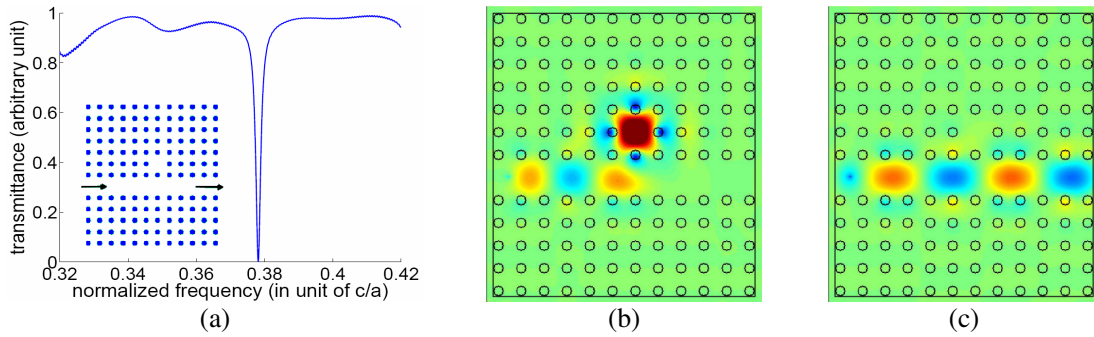 transmittance (arbitrary unit)
1
0.8
0.6
0.4
0.2
0
0.32
0.34
0.36
0.38
0.4
0.42
normalized frequency (in unit of c/a)
(a)
(b)
(c)